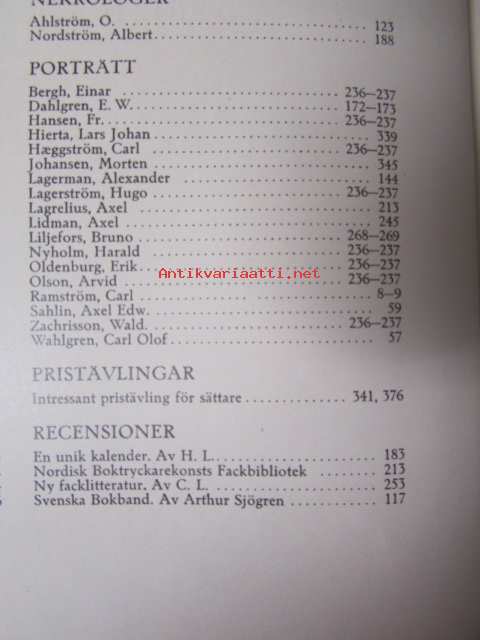 NEKROLOGER
Ahlström, O. . . . . . . . . . . . . . . . . . . . . . . . 123
Nordström, Albert. . . . . . . . . . . . . . . . . . . . 188
PORTRÄTT
Bergh, Einar . . . . . . . . . . . . . . . . . . . . 236—237
Dahlgren, E. W. . . . . . . . . . . . . . . . . . . 172—173
Hansen, Fr. . . . . . . . . . . . . . . . . . . . . . 236—237
Hierta, Lars Johan . . . . . . . . . . . . . . . . . . . . 339
Hæggström, Carl . . . . . . . . . . . . . . . . . . 236—237
Johansen, Morten . . . . . . . . . . . . . . . . . . . . 345
Lagerman, Alexander . . . . . . . . . . . . . . . . . . 144
Lagerström, Hugo . . . . . . . . . . . . . . . . . 236—237
Lagrelius, Axel . . . . . . . . . . . . . . . . . . . . . . 213
Lidman, Axel . . . . . . . . . . . . . . . . . . . . . . . 245
Liljefors, Bruno . . . . . . . . . . . . . . . . . . 268—269
Nyholm, Harald . . . . . . . . . . . . . . . . . . 236—237
Oldenburg, Erik. . . . . . . . . . . . . . . . . . . 236—237
Antikvariaatti.net
Olson, Arvid . . . . . . . . . . . . . . . . . . . . 236—237
Ramström, Carl . . . . . . . . . . . . . . . . . . . . . 8—9
Sahlin, Axel Edw. . . . . . . . . . . . . . . . . . . . . . 59
Zachrisson, Wald. . . . . . . . . . . . . . . . . . 236—237
Wahlgren, Carl Olof . . . . . . . . . . . . . . . . . . . . 57
PRISTÄVLINGAR
Intressant pristävling för sättare . . . . . . . . . . . . . 341, 376
RECENSIONER
En unik kalender. Av H. L. . . . . . . . . . . . . . . . . 183
Nordisk Boktryckarekonsts Fackbibliotek . . . . . . . . 213
Ny facklitteratur. Av C. L. . . . . . . . . . . . . . . . . 253
Svenska Bokband. Av Arthur Sjögren . . . . . . . . . . 117